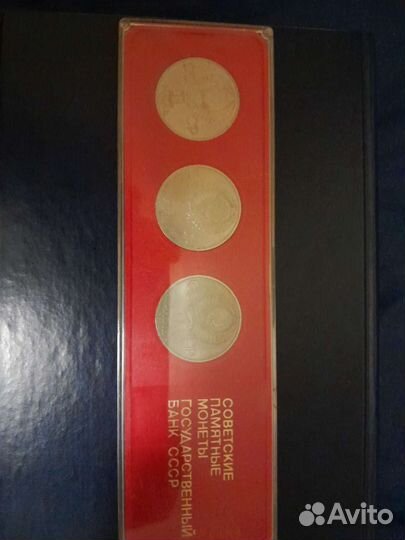 СОВЕТСКИЕ
ПАМЯТНЫЕ
МОНЕТЫ
ГОСУДАРСТВЕННЫЙ
БАНК СССР
Avito